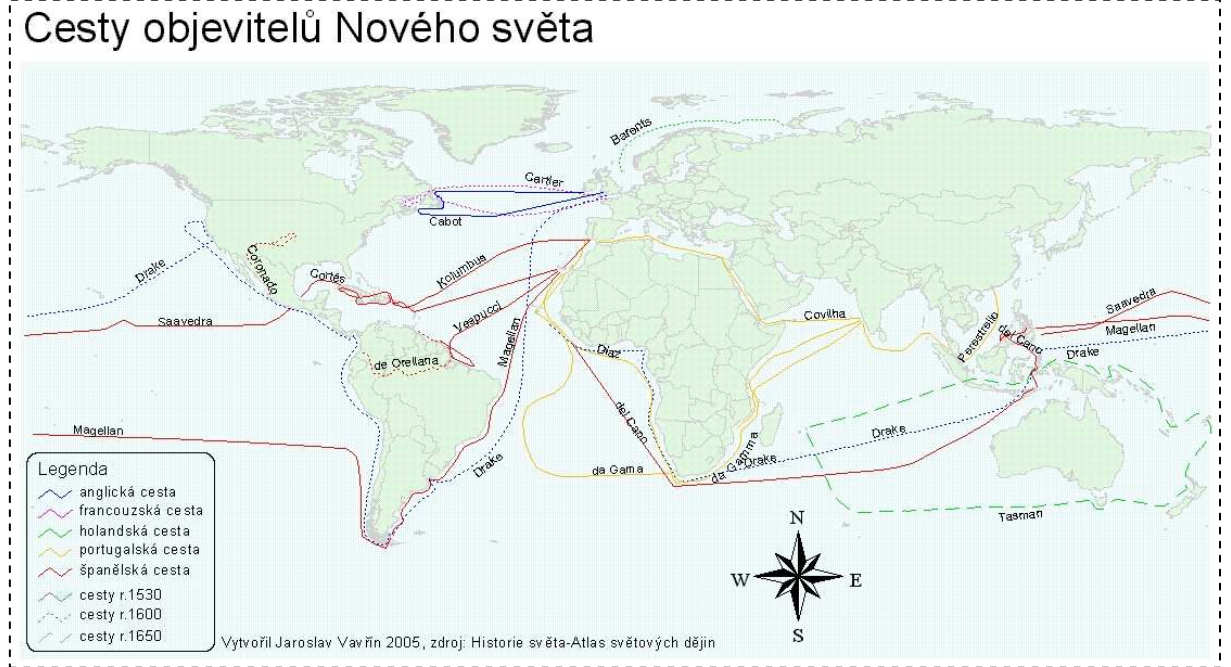 Cesty objevitelů Nového světa
Barents
Cartier
Cabot
Drake
Coronado
Cortés
Kolumbus
Saavedra
Vespucci
Magellan
de Orellana
Diaz
Covilha
Perestrello
del Cano
Saavedra
Magellan
Drake
Magellan
del Cano
Drake
da Gama
da Gamma
Drake
Drake
Tasman
Legenda
anglická cesta
francouzská cesta
holandská cesta
portugalská cesta
španělská cesta
cesty r.1530
cesty r.1600
cesty r.1650
N
W
E
S
Vytvořil Jaroslav Vavřín 2005, zdroj: Historie světa-Atlas světových dějin